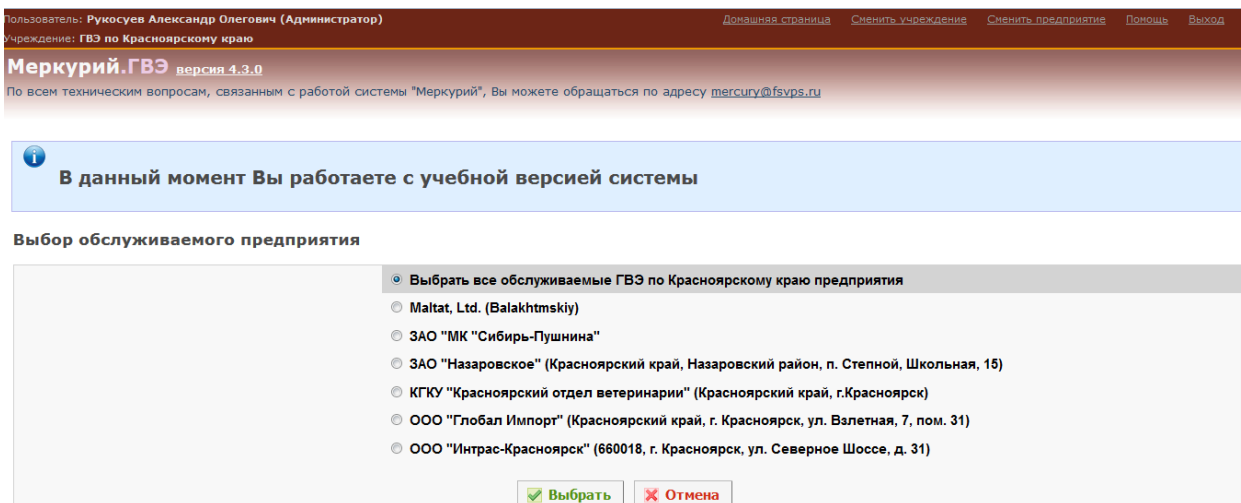 Пользователь: Рукосуев Александр Олегович (Администратор) Домашняя страница Сменить учреждение Сменить предприятие Помощь Выход
Учреждение: ГВЭ по Красноярскому краю
Меркурий.ГВЭ версия 4.3.0
По всем техническим вопросам, связанным с работой системы "Меркурий", Вы можете обращаться по адресу mercury@fsvps.ru
В данный момент Вы работаете с учебной версией системы
Выбор обслуживаемого предприятия
Выбрать все обслуживаемые ГВЭ по Красноярскому краю предприятия
Maltat, Ltd. (Balakhtmskiy)
ЗАО "МК "Сибирь-Пушнина"
ЗАО "Назаровское" (Красноярский край, Назаровский район, п. Степной, Школьная, 15)
КГКУ "Красноярский отдел ветеринарии" (Красноярский край, г.Красноярск)
ООО "Глобал Импорт" (Красноярский край, г. Красноярск, ул. Взлетная, 7, пом. 31)
ООО "Интрас-Красноярск" (660018, г. Красноярск, ул. Северное Шоссе, д. 31)
Выбрать Отмена